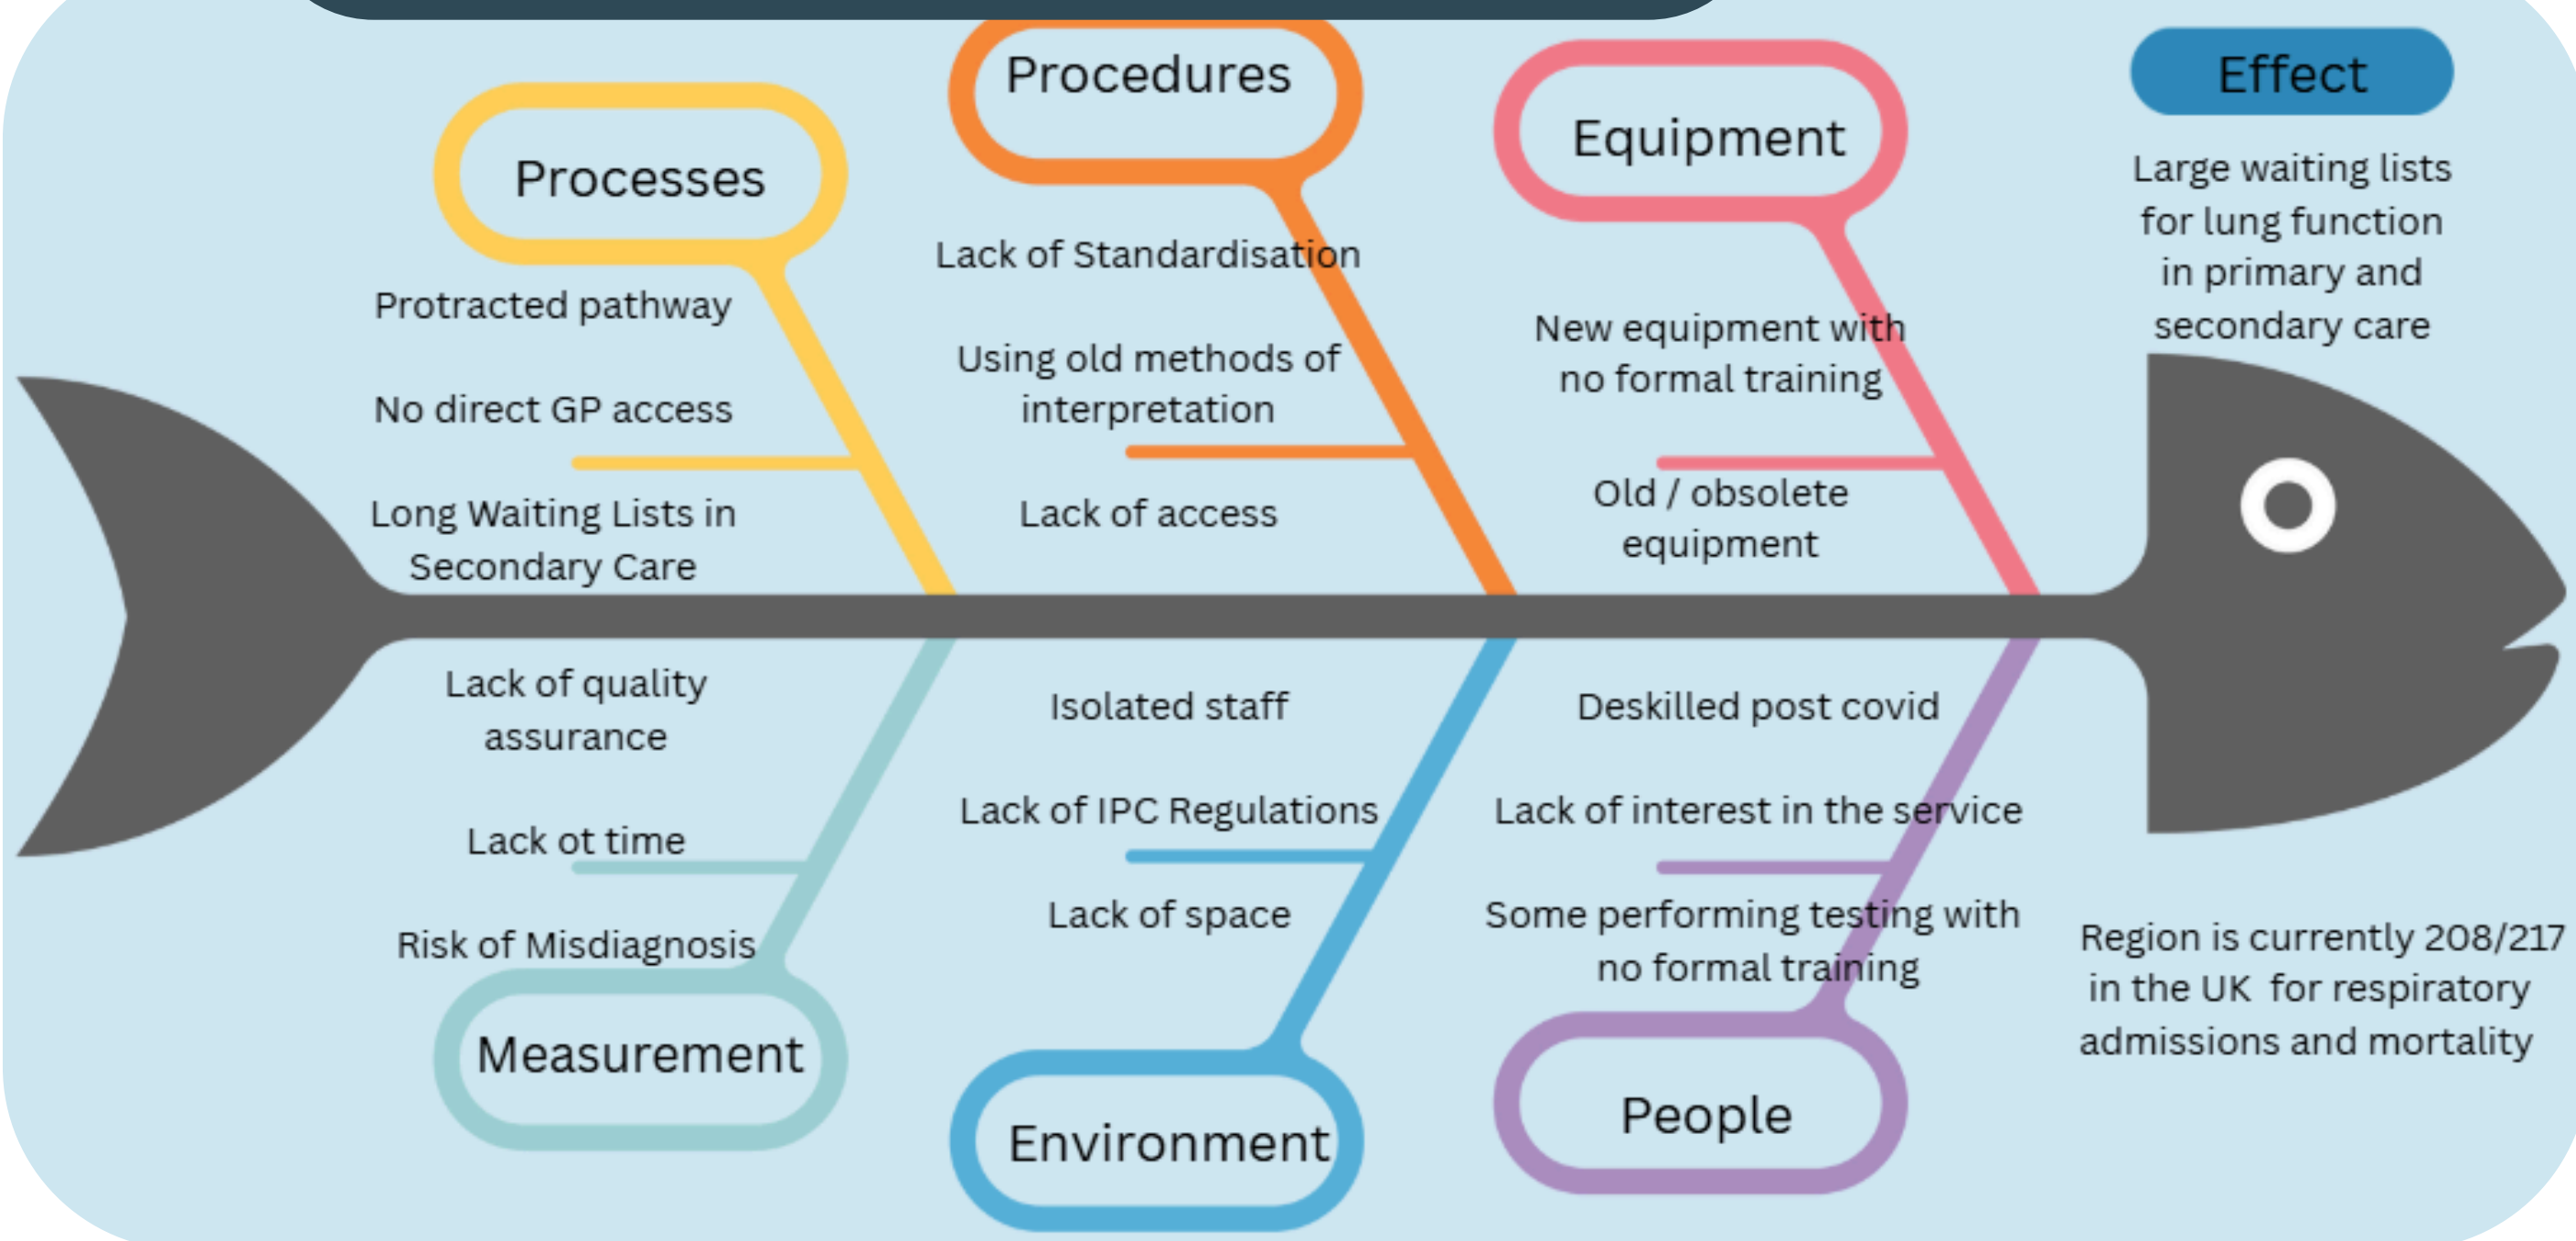 Processes
Protracted pathway
No direct GP access
Long Waiting Lists in
Secondary Care
Procedures
Lack of Standardisation
Using old methods of
interpretation
Lack of access
Equipment
New equipment with
no formal training
Old / obsolete
equipment
Effect
Large waiting lists
for lung function
in primary and
secondary care
Lack of quality
assurance
Lack ot time
Risk of Misdiagnosis
Measurement
Isolated staff
Lack of IPC Regulations
Lack of space
Environment
Deskilled post covid
Lack of interest in the service
Some performing testing with
no formal training
People
Region is currently 208/217
in the UK for respiratory
admissions and mortality